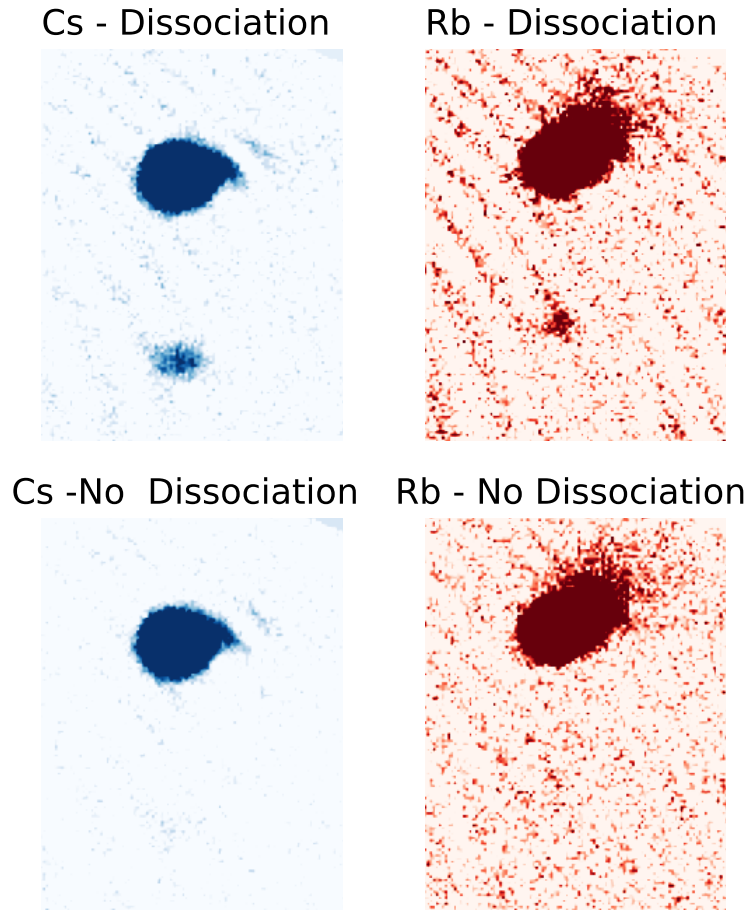 Cs - Dissociation
Rb - Dissociation
Cs -No  Dissociation
Rb - No Dissociation